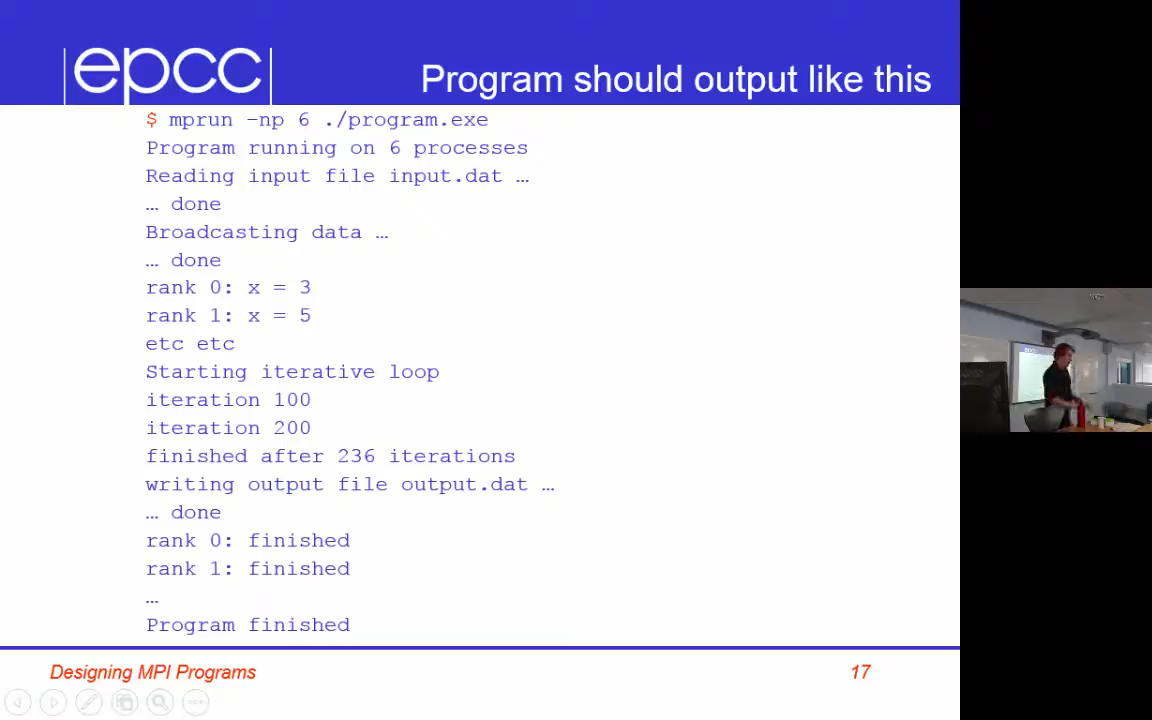 epcc
Program should output like this
$ mprun –np 6 ./program.exe
Program running on 6 processes
Reading input file input.dat …
… done
Broadcasting data …
… done
rank 0: x = 3
rank 1: x = 5
etc etc
Starting iterative loop
iteration 100
iteration 200
finished after 236 iterations
writing output file output.dat …
… done
rank 0: finished
rank 1: finished
…
Program finished
Designing MPI Programs
17